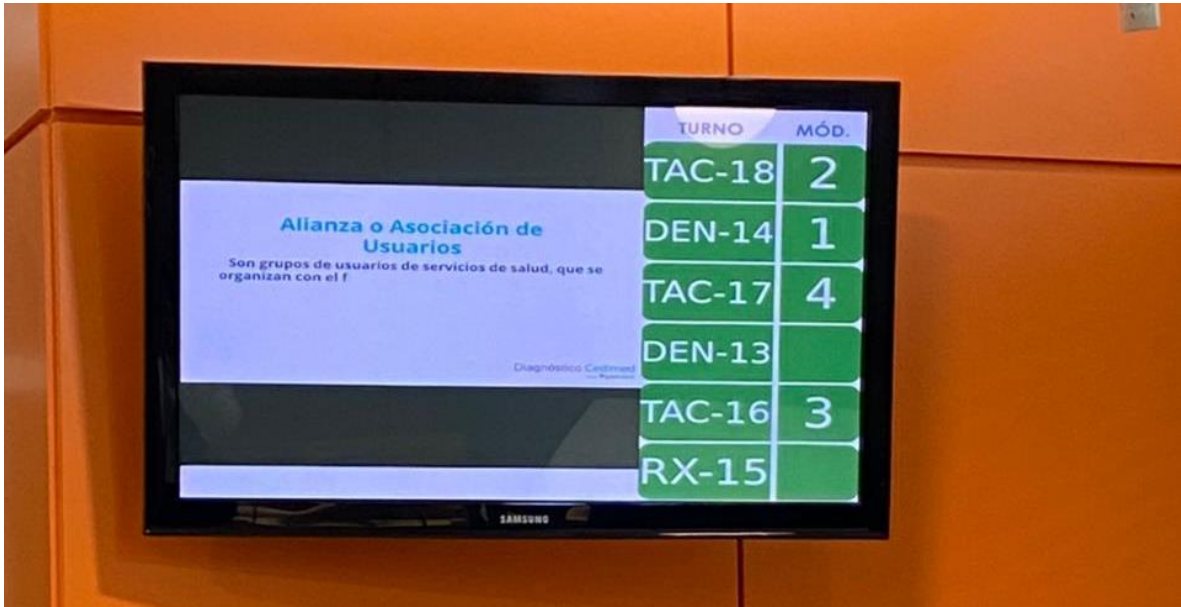 Alianza o Asociación de
Usuarios
Son grupos de usuarios de servicios de salud, que se
organizan con el f
Diagnóstico Cedimed
TURNO MÓD.
TAC-18 2
DEN-14 1
TAC-17 4
DEN-13
TAC-16 3
RX-15
SAMSUNG